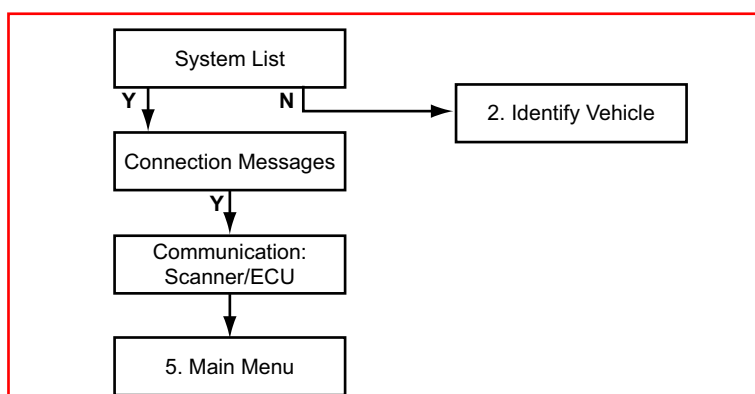 System List
Y
N
2. Identify Vehicle
Connection Messages
Y
Communication:
Scanner/ECU
5. Main Menu